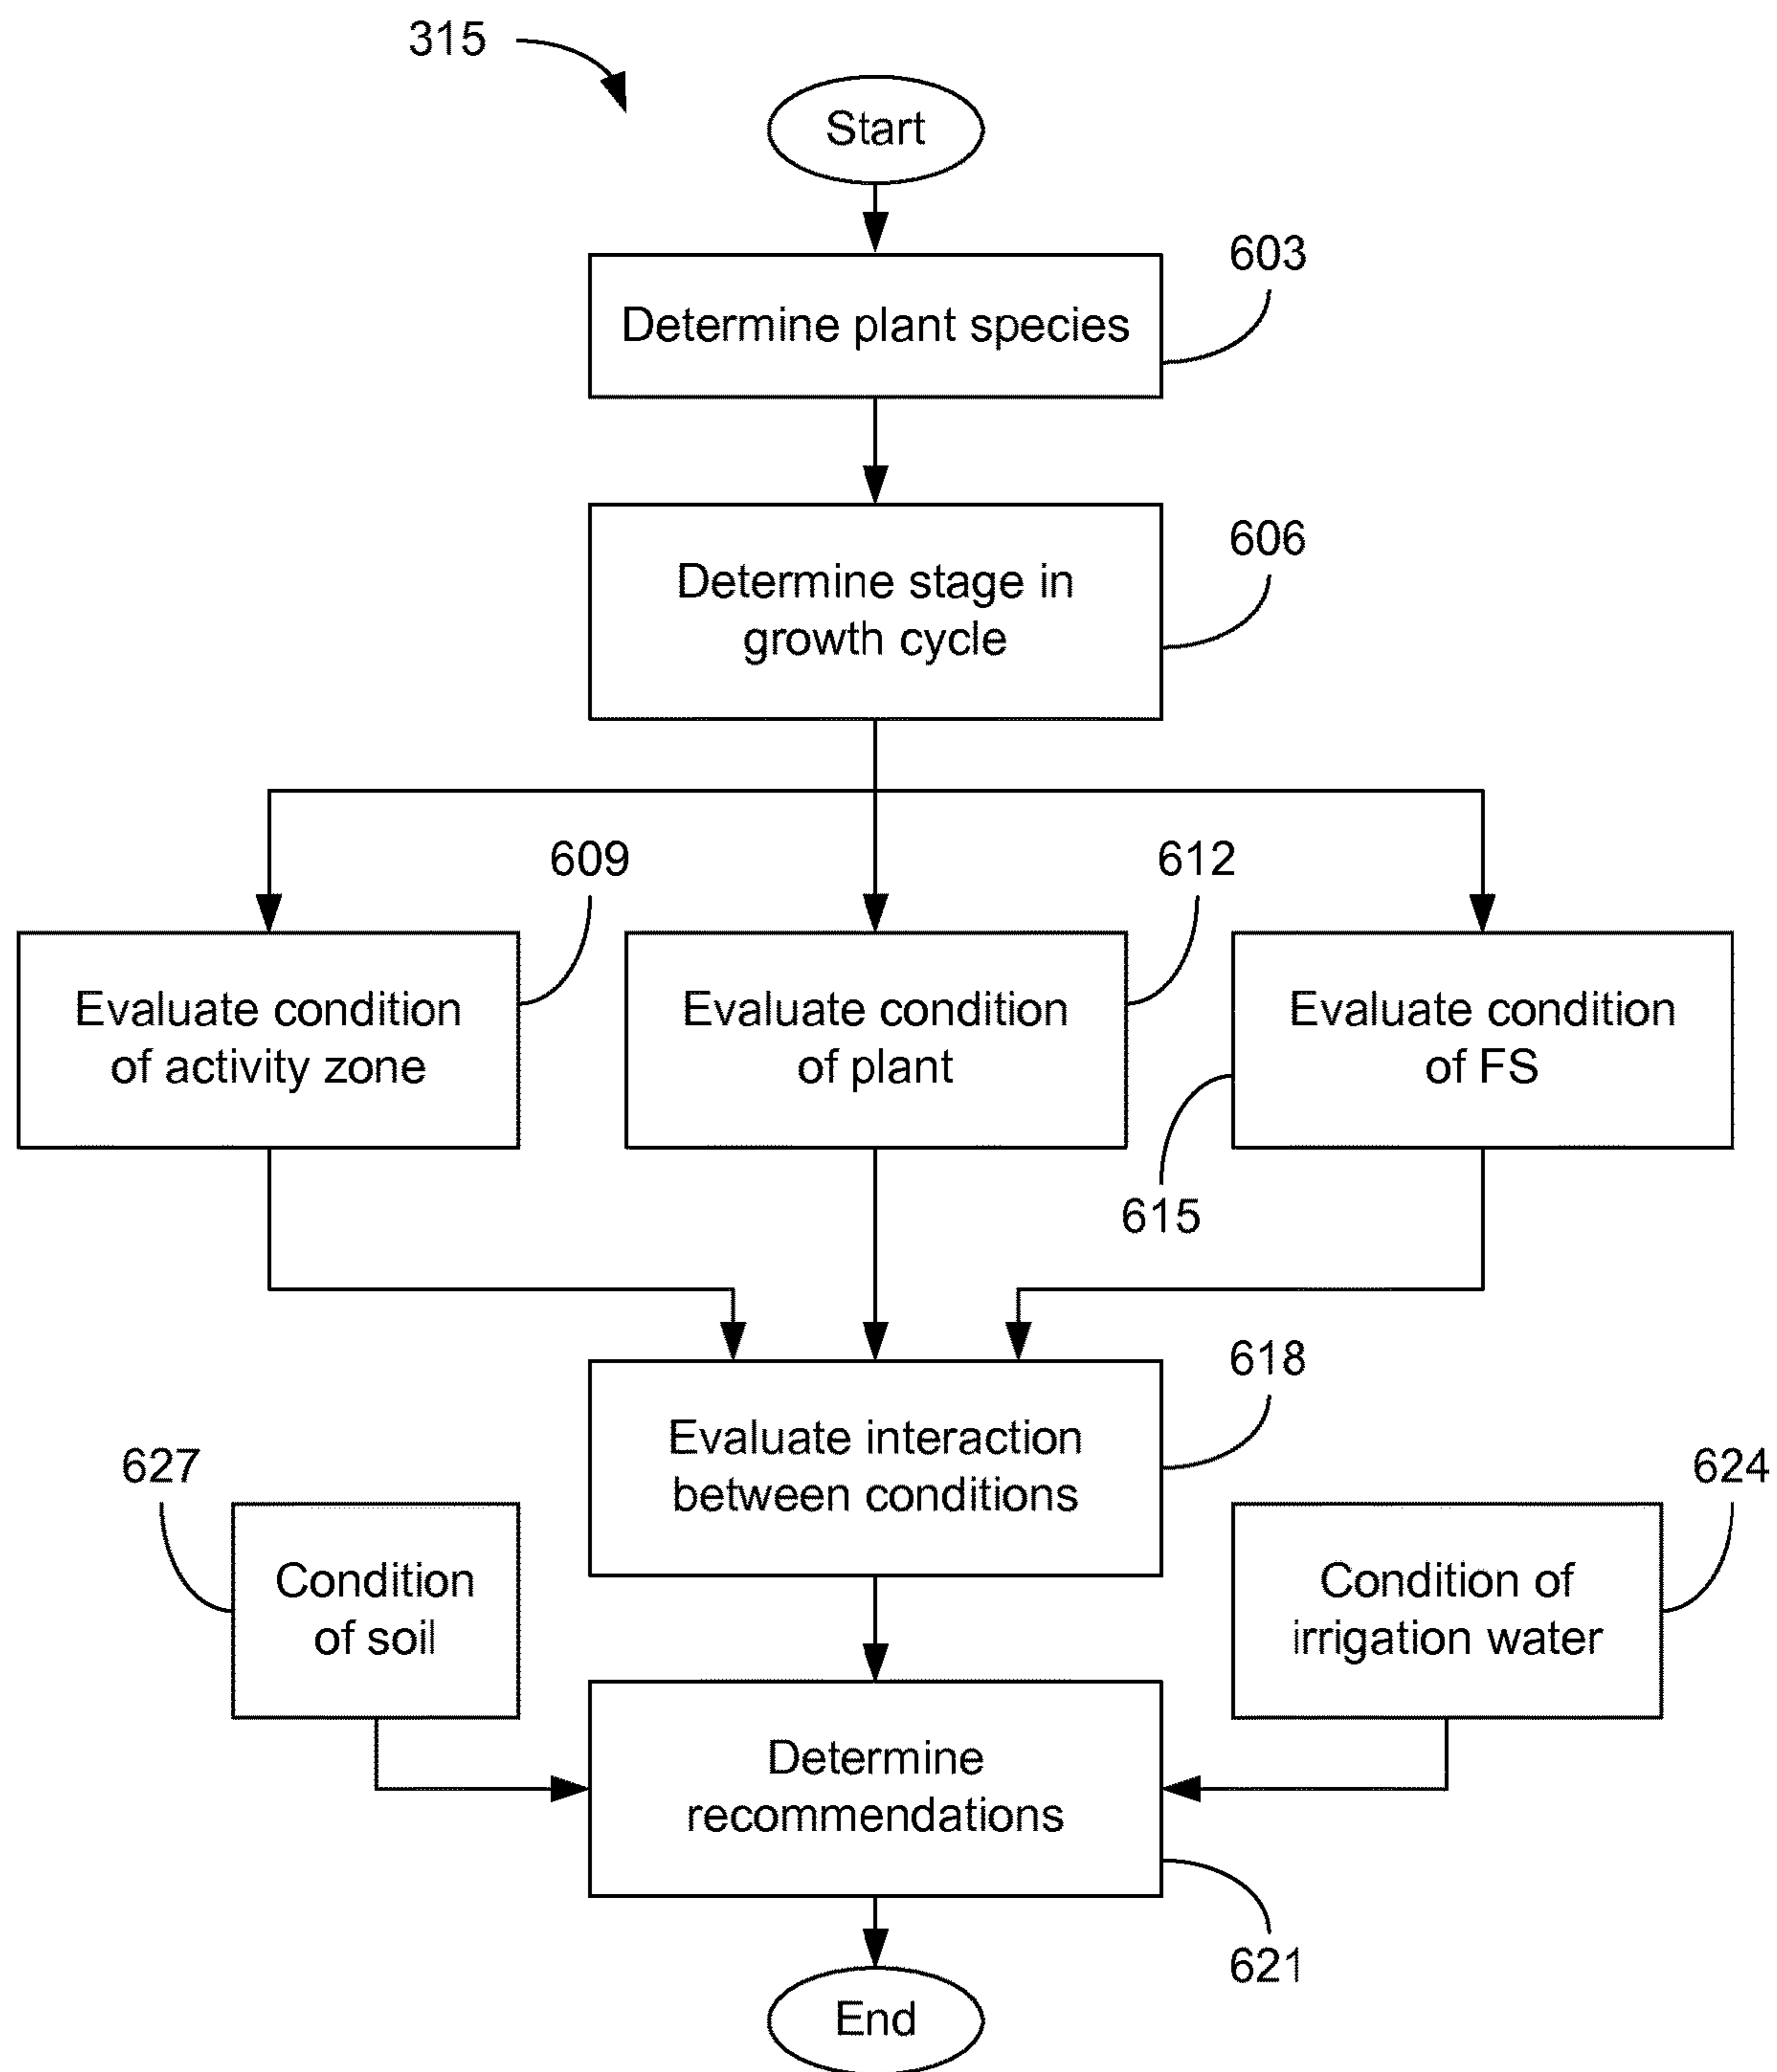 315
Start
603
Determine plant species
606
Determine stage in
growth cycle
609
612
Evaluate condition
of activity zone
Evaluate condition
of plant
Evaluate condition
of FS
615
618
Evaluate interaction
between conditions
627
624
Condition
of soil
Condition of
irrigation water
Determine
recommendations
621
End